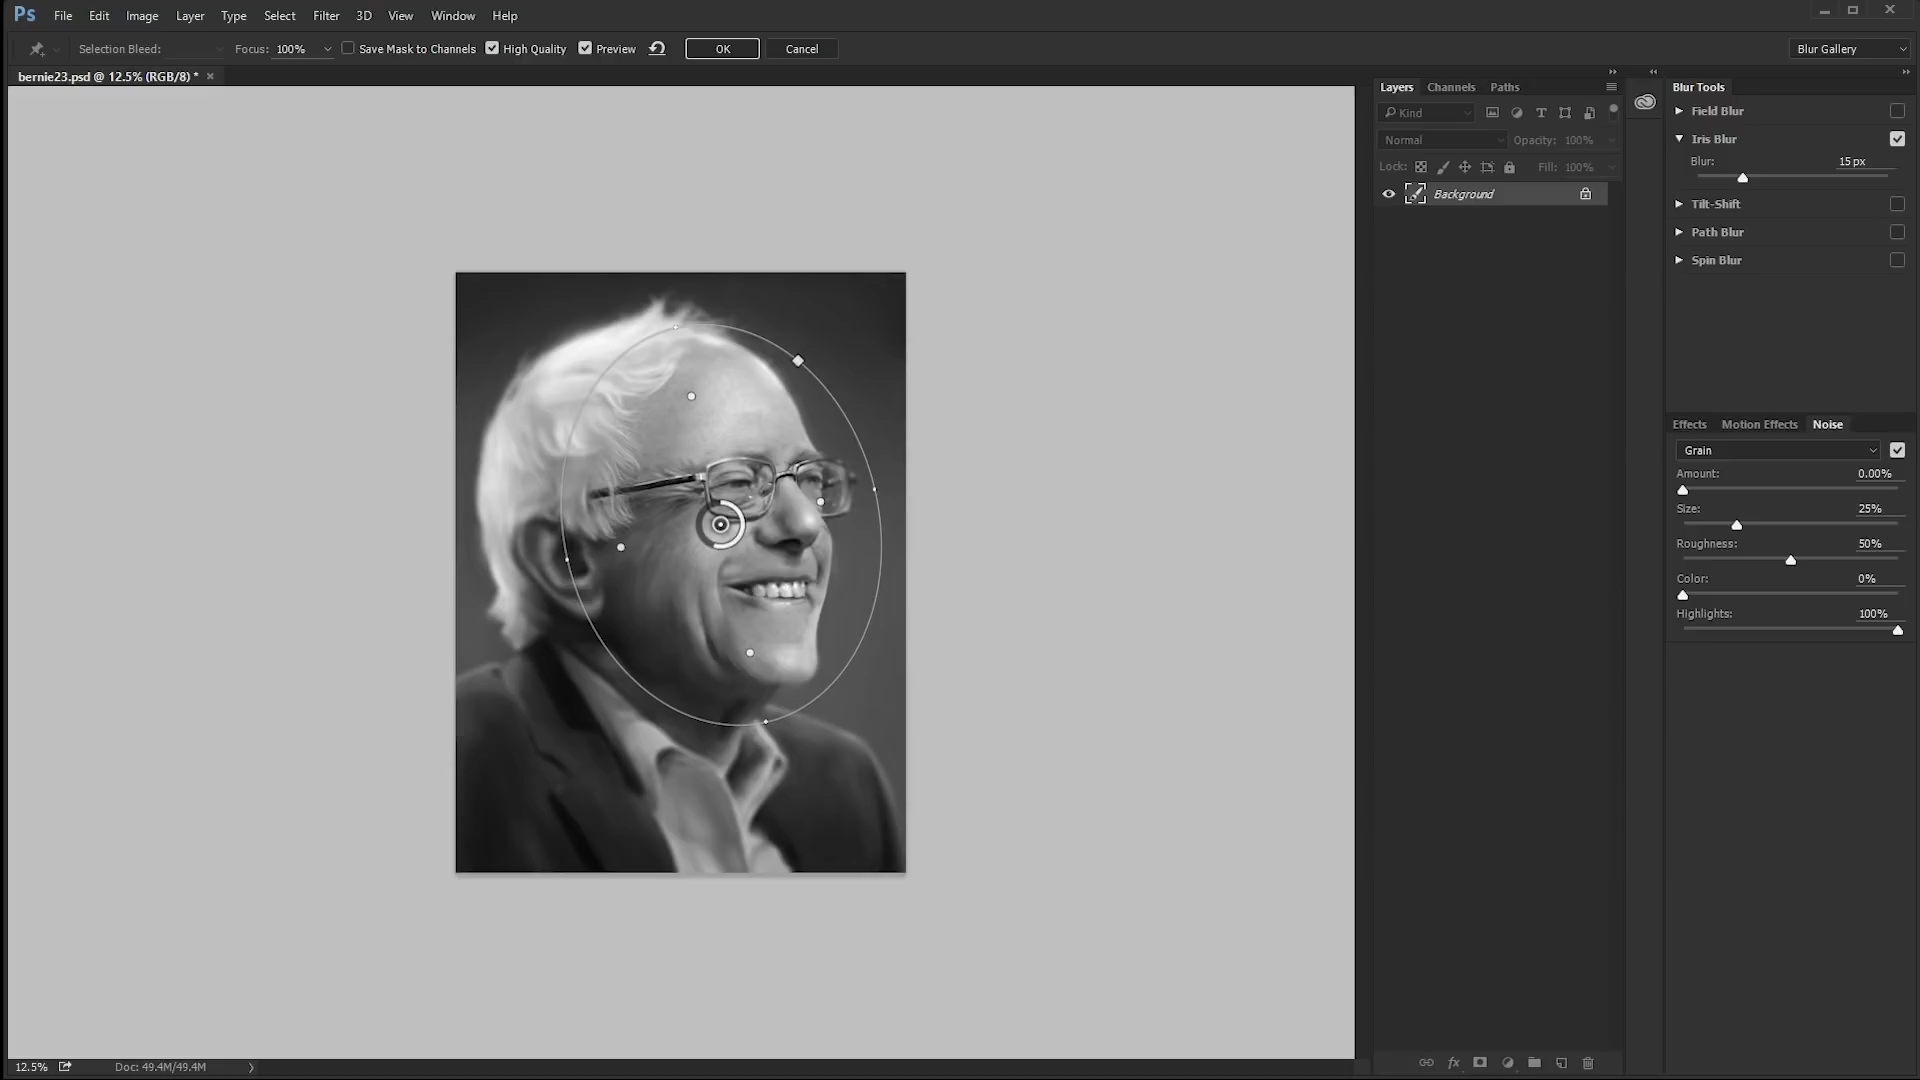 Ps File Edit Image Layer Type Select Filter 3D View Window Help
Selection Bleed: Focus: 100% Save Mask to Channels High Quality Preview OK Cancel Blur Gallery
bernie23.psd @ 12.5% (RGB/8) * ×
Layers Channels Paths
Kind
Normal Opacity: 100%
Lock: Fill: 100%
Background
Blur Tools
Field Blur
Iris Blur
Blur: 15 px
Tilt-Shift
Path Blur
Spin Blur
Effects Motion Effects Noise
Grain
Amount: 0.00%
Size: 25%
Roughness: 50%
Color: 0%
Highlights: 100%
12.5% Doc: 49.4M/49.4M
fx